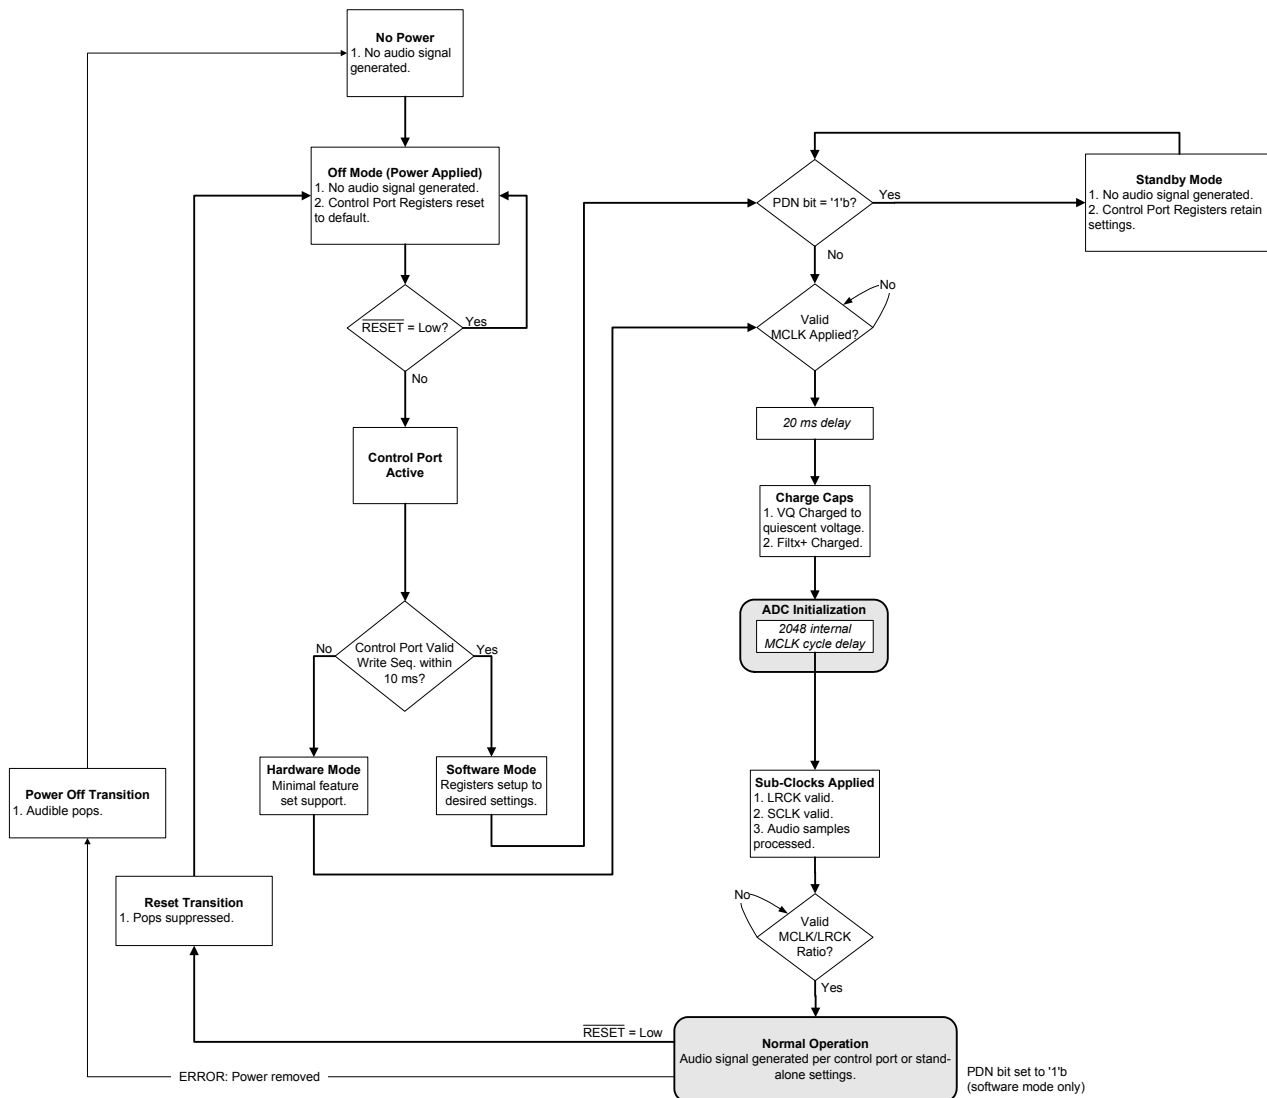 No Power
1. No audio signal
generated.
Off Mode (Power Applied)
1. No audio signal generated.
2. Control Port Registers reset
to default.
RESET = Low?
Yes
No
Control Port
Active
Control Port Valid
Write Seq. within
10 ms?
No
Yes
Hardware Mode
Minimal feature
set support.
Software Mode
Registers setup to
desired settings.
Power Off Transition
1. Audible pops.
Reset Transition
1. Pops suppressed.
PDN bit = '1'b?
Yes
No
Standby Mode
1. No audio signal generated.
2. Control Port Registers retain
settings.
Valid
MCLK Applied?
No
20 ms delay
Charge Caps
1. VQ Charged to
quiescent voltage.
2. Filtx+ Charged.
ADC Initialization
2048 internal
MCLK cycle delay
Sub-Clocks Applied
1. LRCK valid.
2. SCLK valid.
3. Audio samples
processed.
No
Valid
MCLK/LRCK
Ratio?
Yes
RESET = Low
Normal Operation
Audio signal generated per control port or stand-
alone settings.
ERROR: Power removed
PDN bit set to '1'b
(software mode only)